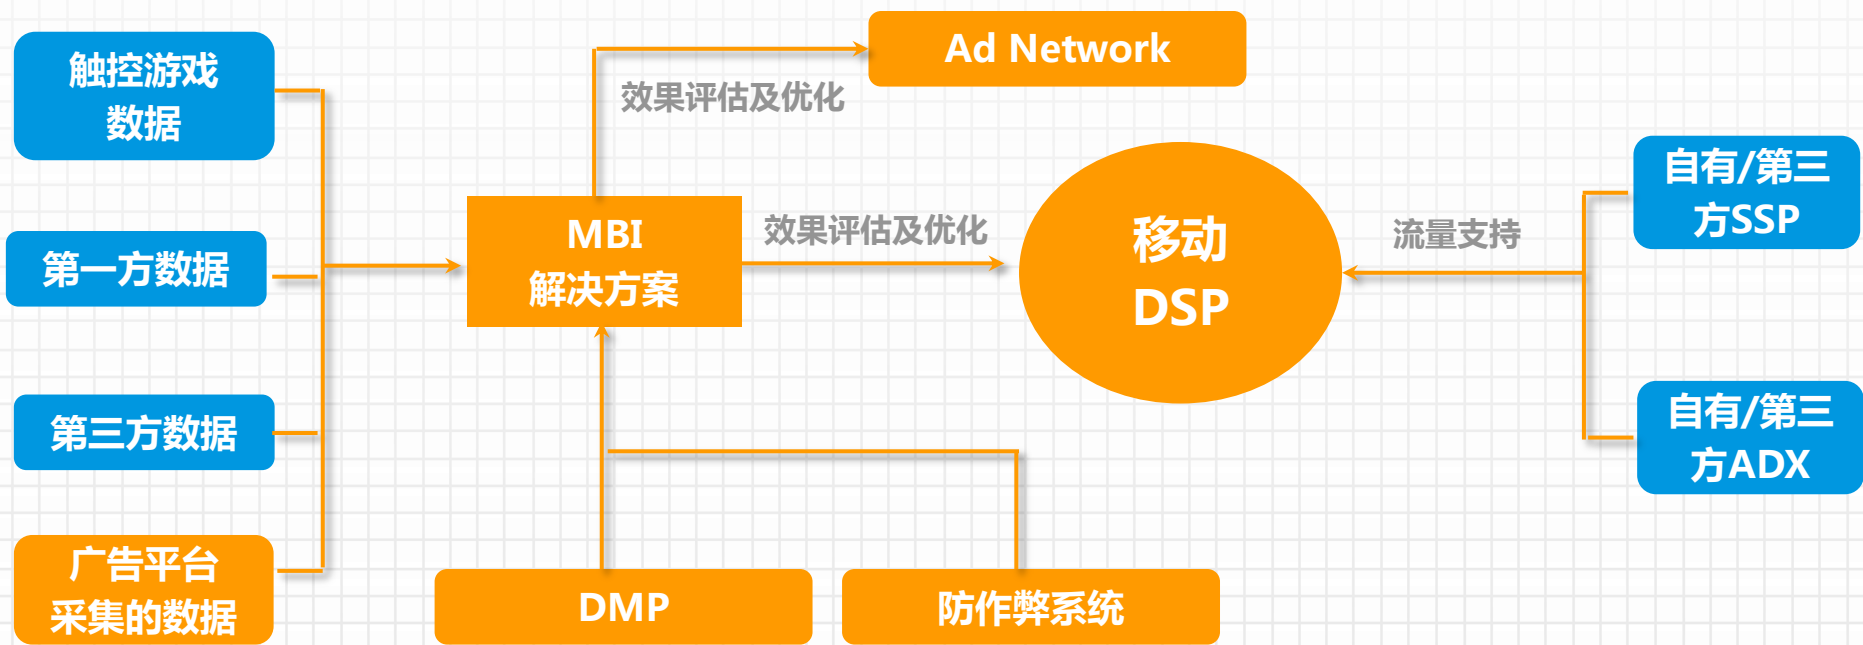 触控游戏
数据
第一方数据
第三方数据
广告平台
采集的数据
Ad Network
效果评估及优化
MBI
解决方案
效果评估及优化
移动
DSP
流量支持
自有/第三
方SSP
自有/第三
方ADX
DMP
防作弊系统